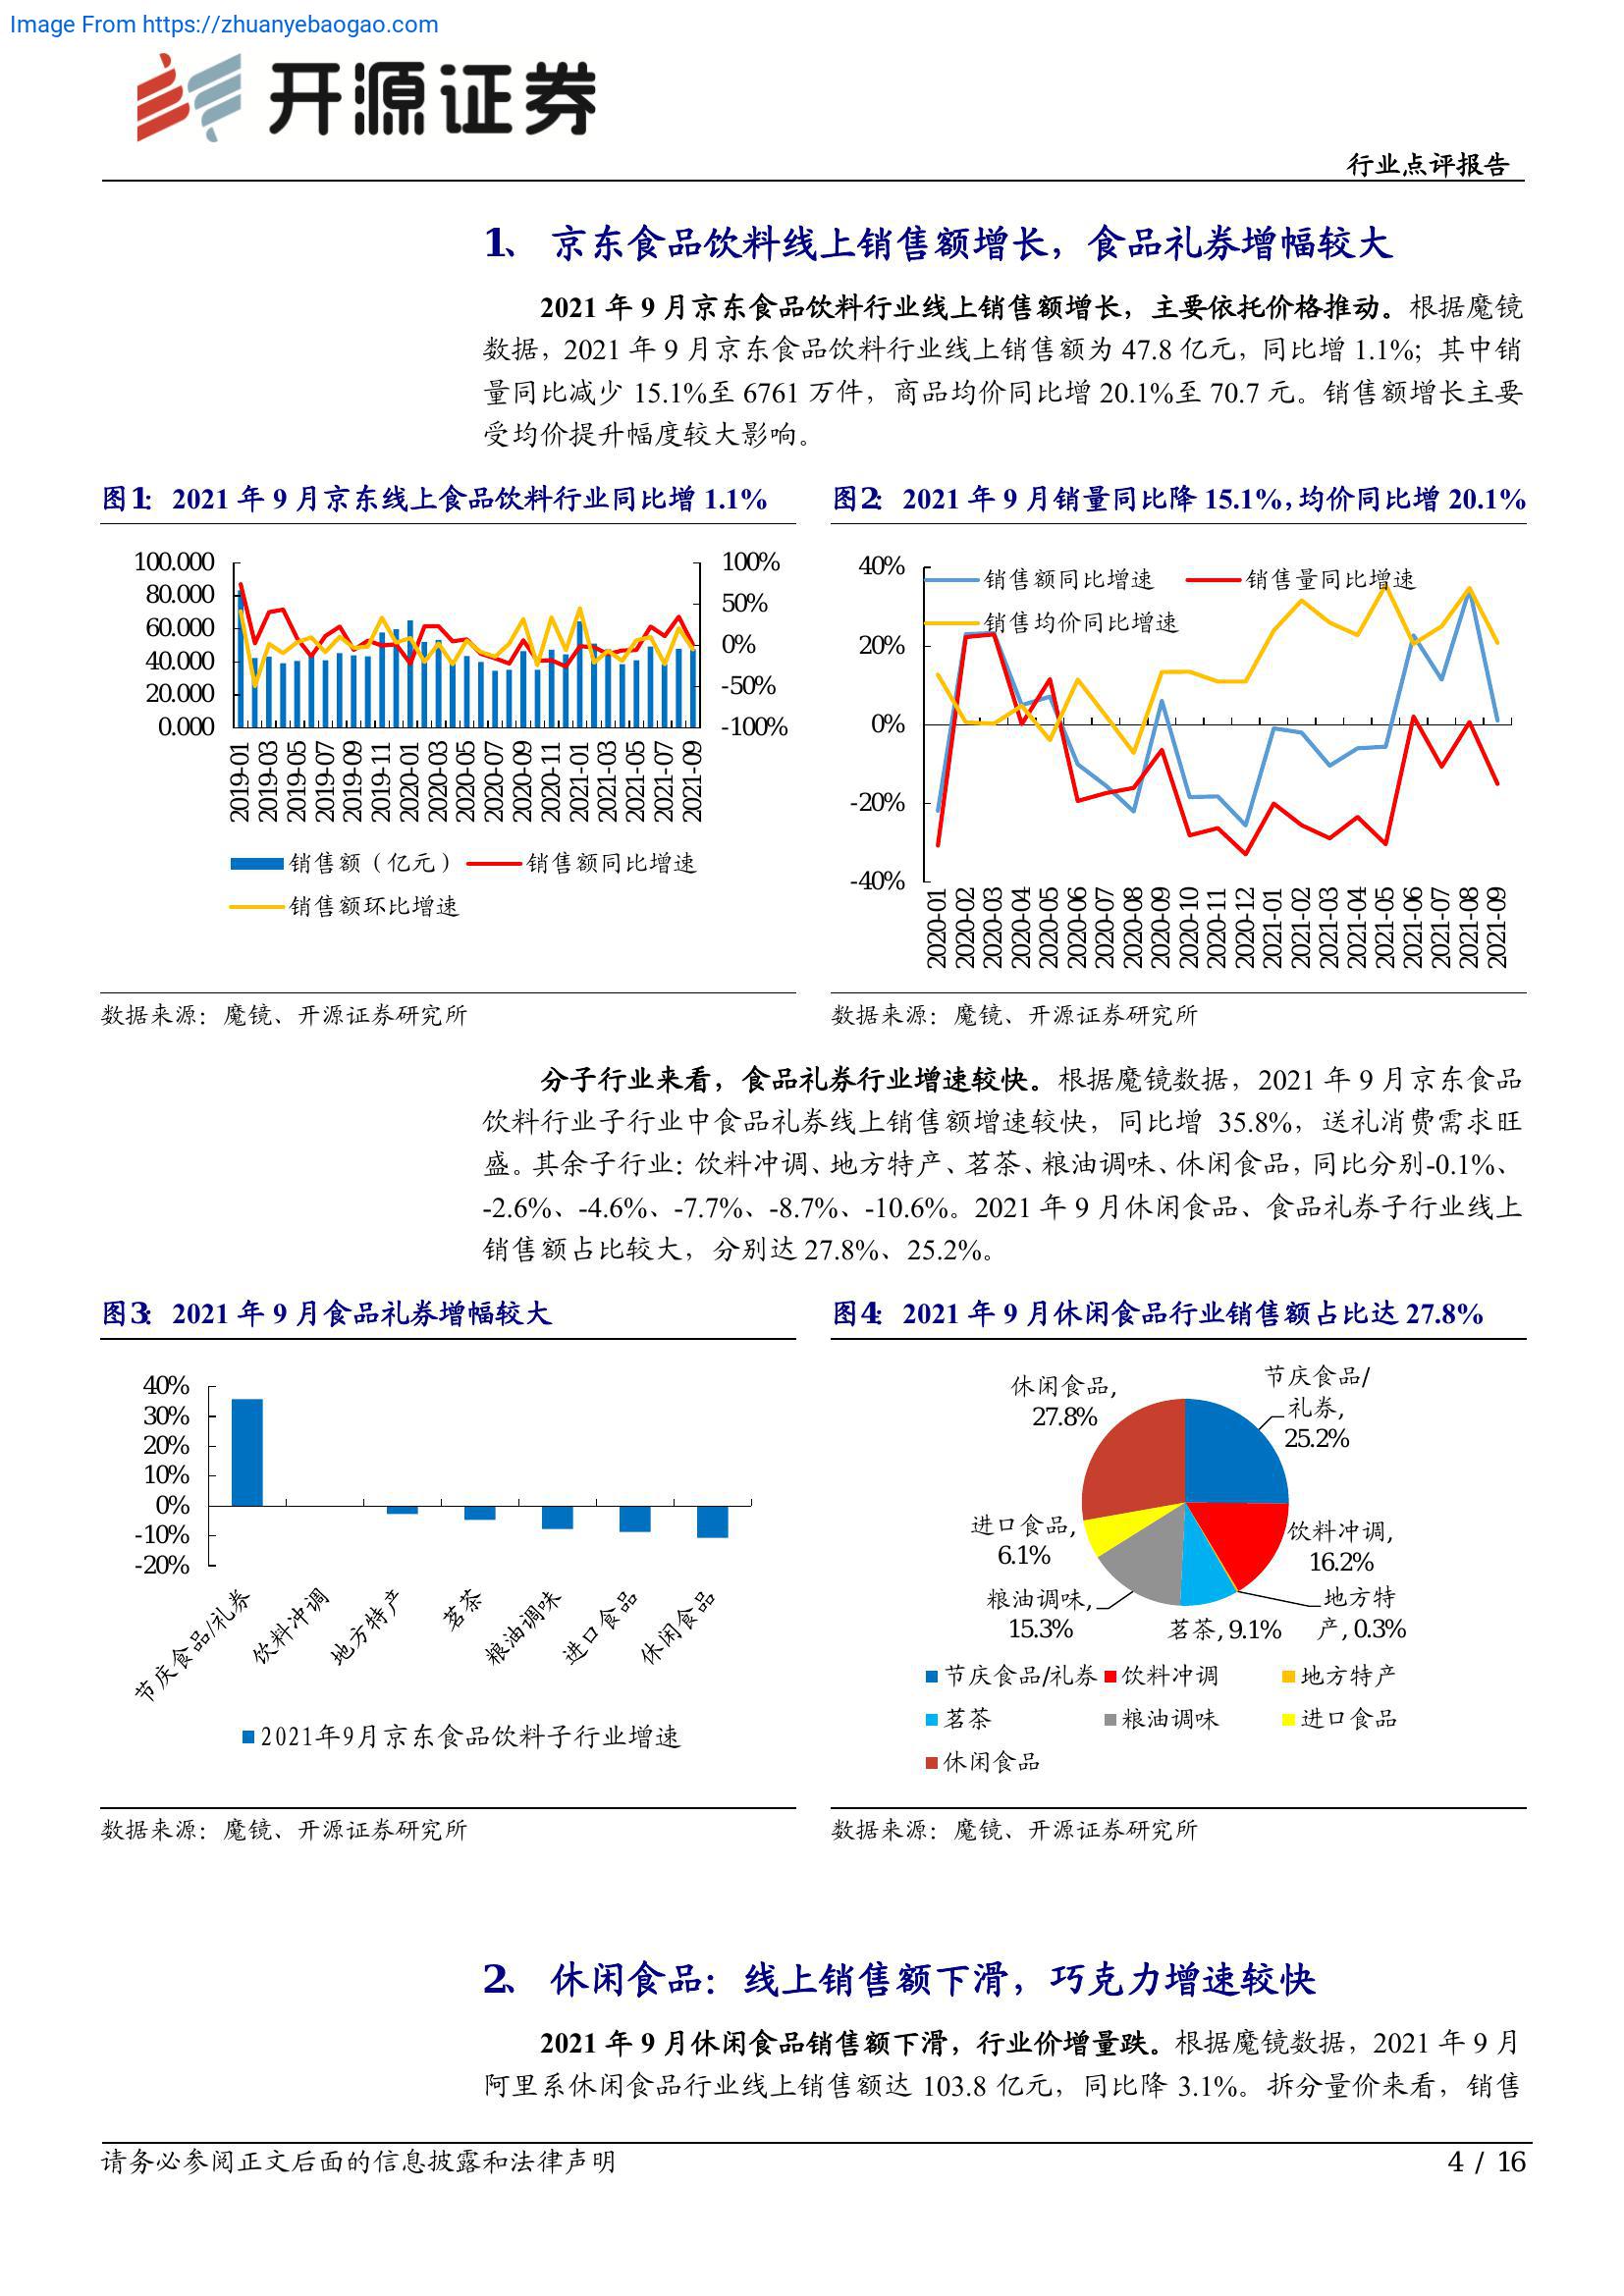 Image From https://zhuanyebaogao.com
开源证券
行业点评报告
1、 京东食品饮料线上销售额增长，食品礼券增幅较大
2021 年 9 月京东食品饮料行业线上销售额增长，主要依托价格推动。根据魔镜
数据，2021 年 9 月京东食品饮料行业线上销售额为 47.8 亿元，同比增 1.1%；其中销
量同比减少 15.1%至 6761 万件，商品均价同比增 20.1%至 70.7 元。销售额增长主要
受均价提升幅度较大影响。
图1： 2021 年 9 月京东线上食品饮料行业同比增 1.1%
100.000
80.000
60.000
40.000
20.000
0.000
100%
50%
0%
-50%
-100%
2019-01
2019-03
2019-05
2019-07
2019-09
2019-11
2020-01
2020-03
2020-05
2020-07
2020-09
2020-11
2021-01
2021-03
2021-05
2021-07
2021-09
销售额（亿元） 销售额同比增速
销售额环比增速
数据来源：魔镜、开源证券研究所
图2： 2021 年 9 月销量同比降 15.1%，均价同比增 20.1%
40%
20%
0%
-20%
-40%
销售额同比增速 销售量同比增速
销售均价同比增速
2020-01
2020-02
2020-03
2020-04
2020-05
2020-06
2020-07
2020-08
2020-09
2020-10
2020-11
2020-12
2021-01
2021-02
2021-03
2021-04
2021-05
2021-06
2021-07
2021-08
2021-09
数据来源：魔镜、开源证券研究所
分子行业来看，食品礼券行业增速较快。根据魔镜数据，2021 年 9 月京东食品
饮料行业子行业中食品礼券线上销售额增速较快，同比增 35.8%，送礼消费需求旺
盛。其余子行业：饮料冲调、地方特产、茗茶、粮油调味、休闲食品，同比分别-0.1%、
-2.6%、-4.6%、-7.7%、-8.7%、-10.6%。2021 年 9 月休闲食品、食品礼券子行业线上
销售额占比较大，分别达 27.8%、25.2%。
图3： 2021 年 9 月食品礼券增幅较大
40%
30%
20%
10%
0%
-10%
-20%
节庆食品/礼券
饮料冲调
地方特产
茗茶
粮油调味
进口食品
休闲食品
2021年9月京东食品饮料子行业增速
数据来源：魔镜、开源证券研究所
图4： 2021 年 9 月休闲食品行业销售额占比达 27.8%
休闲食品,
27.8%
节庆食品/
礼券,
25.2%
进口食品,
6.1%
饮料冲调,
16.2%
粮油调味,
15.3%
茗茶, 9.1%
地方特
产, 0.3%
节庆食品/礼券 饮料冲调 地方特产
茗茶 粮油调味 进口食品
休闲食品
数据来源：魔镜、开源证券研究所
2、 休闲食品：线上销售额下滑，巧克力增速较快
2021 年 9 月休闲食品销售额下滑，行业价增量跌。根据魔镜数据，2021 年 9 月
阿里系休闲食品行业线上销售额达 103.8 亿元，同比降 3.1%。拆分量价来看，销售
请务必参阅正文后面的信息披露和法律声明
4 / 16